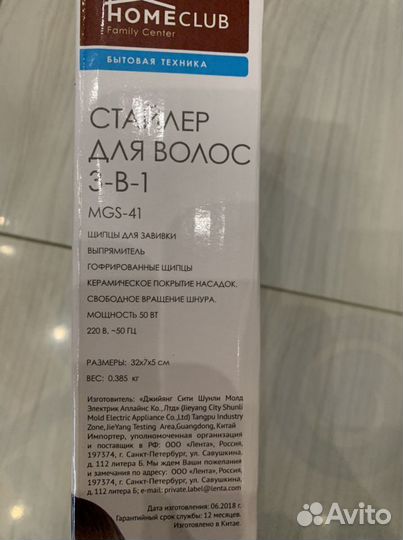 HOMECLUB
Family Center
БЫТОВАЯ ТЕХНИКА
СТАЙЛЕР
ДЛЯ ВОЛОС
3-В-1
MGS-41
ЩИПЦЫ ДЛЯ ЗАВИВКИ
ВЫПРЯМИТЕЛЬ
ГОФРИРОВАННЫЕ ЩИПЦЫ
КЕРАМИЧЕСКОЕ ПОКРЫТИЕ НАСАДОК.
СВОБОДНОЕ ВРАЩЕНИЕ ШНУРА.
МОЩНОСТЬ 50 ВТ
220 В, ~50 ГЦ
РАЗМЕРЫ: 32х7х5 см
ВЕС: 0,385 кг
Изготовитель: «Джийянг Сити Шунли Молд
Электрик Апплайнс Ко.,Лтд» (Jieyang City Shunli
Mold Electric Appliance Co.,Ltd) Tangpu Industry
Zone,JieYang Testing Area,Guangdong, Китай
Импортер, уполномоченная организация
и поставщик в РФ: ООО «Лента», Россия,
197374, г. Санкт-Петербург, ул. Савушкина,
д. 112 литера Б. Мы ждем Ваши пожелания
и замечания по адресу: ООО «Лента», Россия,
197374, г. Санкт-Петербург, ул. Савушкина,
д. 112 литера Б; e-mail: private.label@lenta.com
Дата изготовления: 06.2018 г.
Гарантийный срок службы: 12 месяцев.
Изготовлено в Китае.
Avito